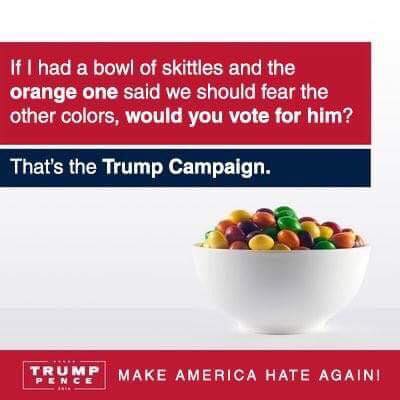 If I had a bowl of skittles and the
orange one said we should fear the
other colors, would you vote for him?
That's the Trump Campaign.
TRUMP
PENCE
2016
MAKE AMERICA HATE AGAIN!